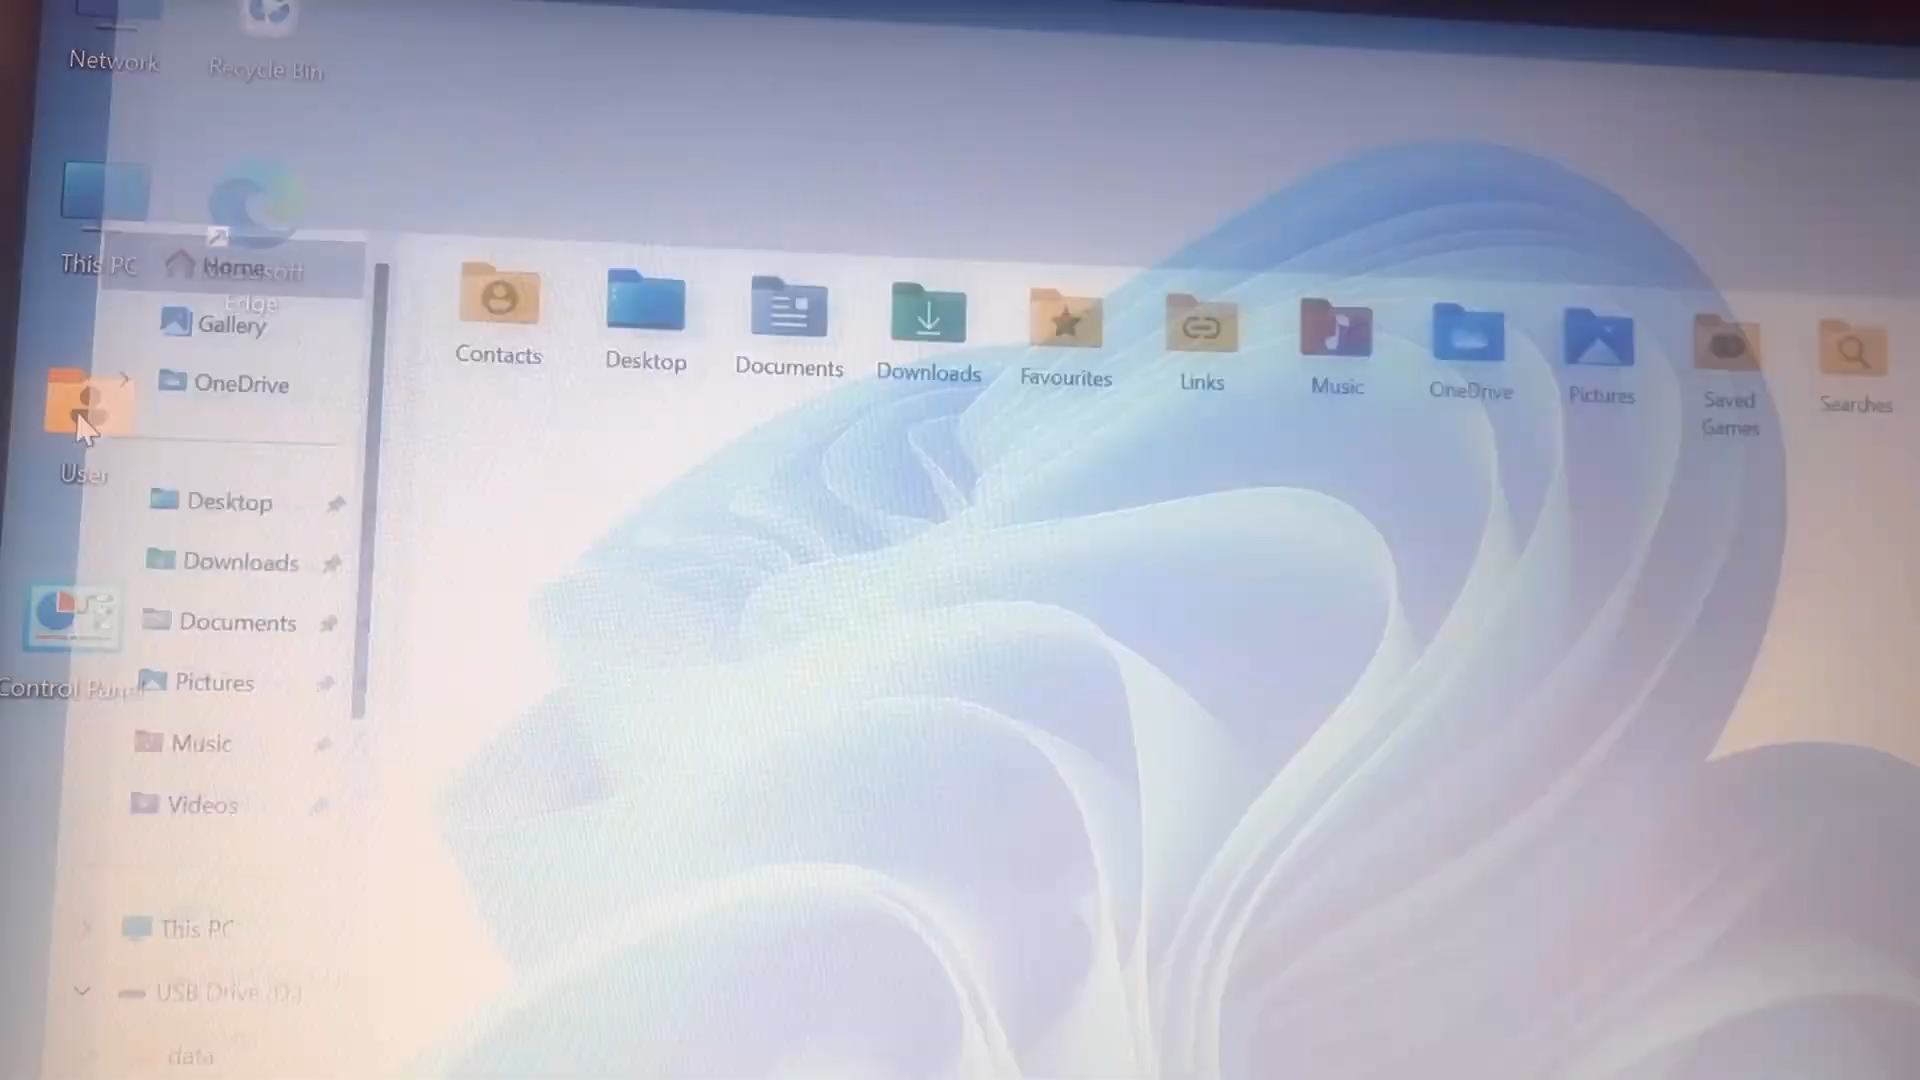 Network
Recycle Bin
This PC
Microsoft
Edge
User
Control Panel
Home
Gallery
OneDrive
Desktop
Downloads
Documents
Pictures
Music
Videos
This PC
USB Drive (D:)
data
Contacts
Desktop
Documents
Downloads
Favourites
Links
Music
OneDrive
Pictures
Saved
Games
Searches